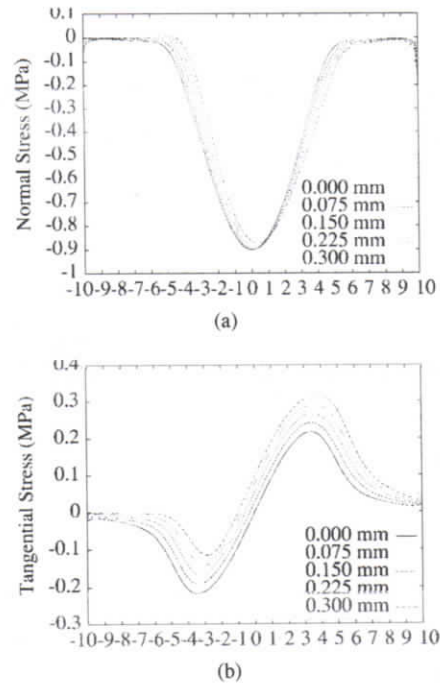 0.1
0
-0.1
-0.2
-0.3
-0.4
-0.5
-0.6
-0.7
-0.8
-0.9
-1
Normal Stress (MPa)
0.000 mm
0.075 mm
0.150 mm
0.225 mm
0.300 mm
-10-9-8-7-6-5-4-3-2-1 0 1 2 3 4 5 6 7 8 9 10
(a)
0.4
0.3
0.2
0.1
0
-0.1
-0.2
-0.3
Tangential Stress (MPa)
0.000 mm
0.075 mm
0.150 mm
0.225 mm
0.300 mm
-10-9-8-7-6-5-4-3-2-1 0 1 2 3 4 5 6 7 8 9 10
(b)